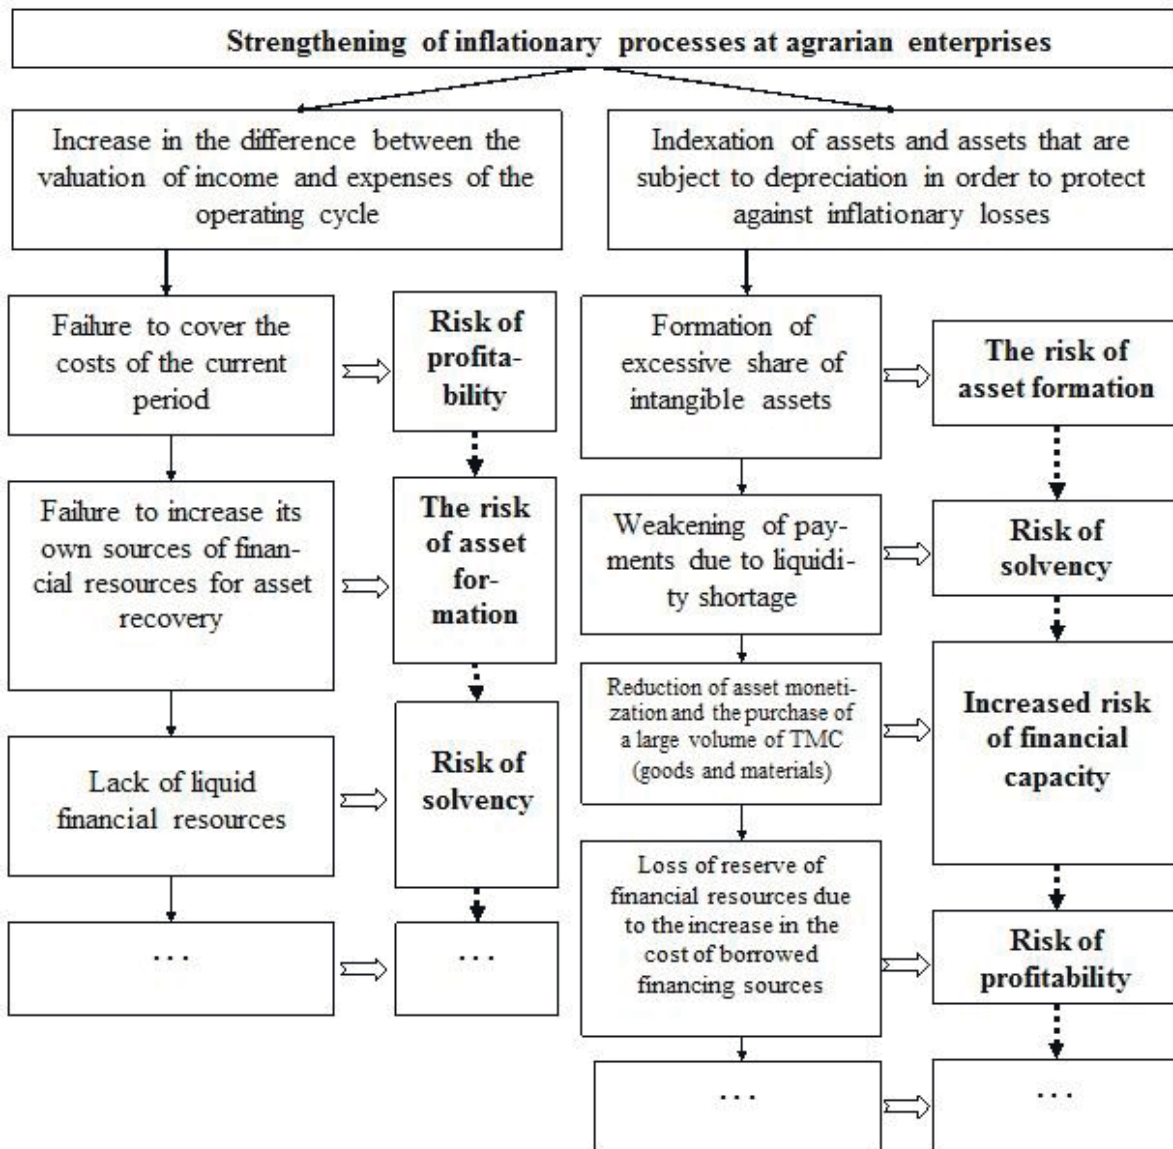 Strengthening of inflationary processes at agrarian enterprises
Increase in the difference between the
valuation of income and expenses of the
operating cycle
Indexation of assets and assets that are
subject to depreciation in order to protect
against inflationary losses
Failure to cover the
costs of the current
period
Risk of
profita-
bility
Failure to increase its
own sources of finan-
cial resources for asset
recovery
The risk
of asset
for-
mation
Lack of liquid
financial resources
Risk of
solvency
...
...
Formation of
excessive share of
intangible assets
The risk of
asset formation
Weakening of pay-
ments due to liquidi-
ty shortage
Risk of
solvency
Reduction of asset moneti-
zation and the purchase of
a large volume of TMC
(goods and materials)
Increased risk
of financial
capacity
Loss of reserve of
financial resources due
to the increase in the
cost of borrowed
financing sources
Risk of
profitability
...
...